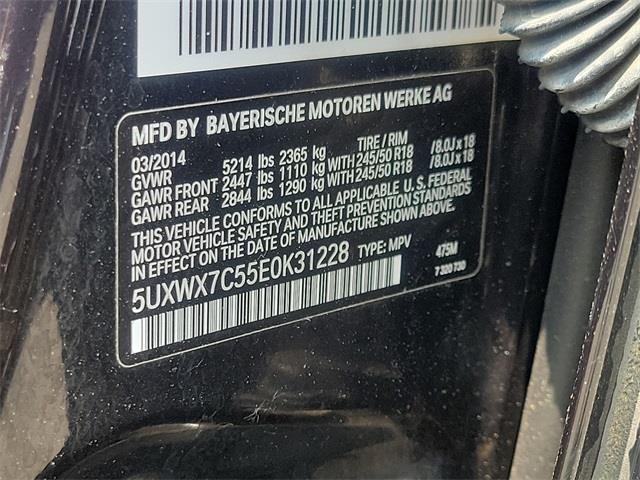 MFD BY BAYERISCHE MOTOREN WERKE AG
03/2014 5214 lbs 2365 kg TIRE / RIM
GVWR
GAWR FRONT 2447 lbs 1110 kg WITH 245/50 R18 /8.0J x 18
GAWR REAR 2844 lbs 1290 kg WITH 245/50 R18 /8.0J x 18
THIS VEHICLE CONFORMS TO ALL APPLICABLE U.S. FEDERAL
MOTOR VEHICLE SAFETY AND THEFT PREVENTION STANDARDS
IN EFFECT ON THE DATE OF MANUFACTURE SHOWN ABOVE.
5UXWX7C55E0K31228 TYPE: MPV 475M
7 320 730